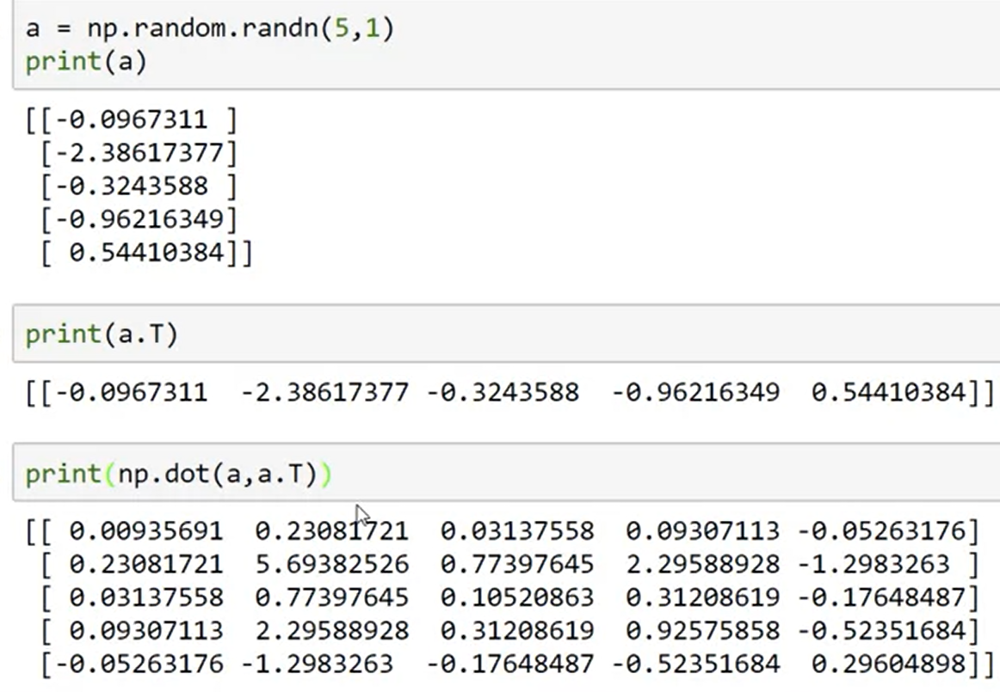 a = np.random.randn(5,1)
print(a)
[[-0.0967311 ]
 [-2.38617377]
 [-0.3243588 ]
 [-0.96216349]
 [ 0.54410384]]
print(a.T)
[[-0.0967311  -2.38617377 -0.3243588  -0.96216349  0.54410384]]
print(np.dot(a,a.T))
[[ 0.00935691  0.23081721  0.03137558  0.09307113 -0.05263176]
 [ 0.23081721  5.69382526  0.77397645  2.29588928 -1.2983263 ]
 [ 0.03137558  0.77397645  0.10520863  0.31208619 -0.17648487]
 [ 0.09307113  2.29588928  0.31208619  0.92575858 -0.52351684]
 [-0.05263176 -1.2983263  -0.17648487 -0.52351684  0.29604898]]